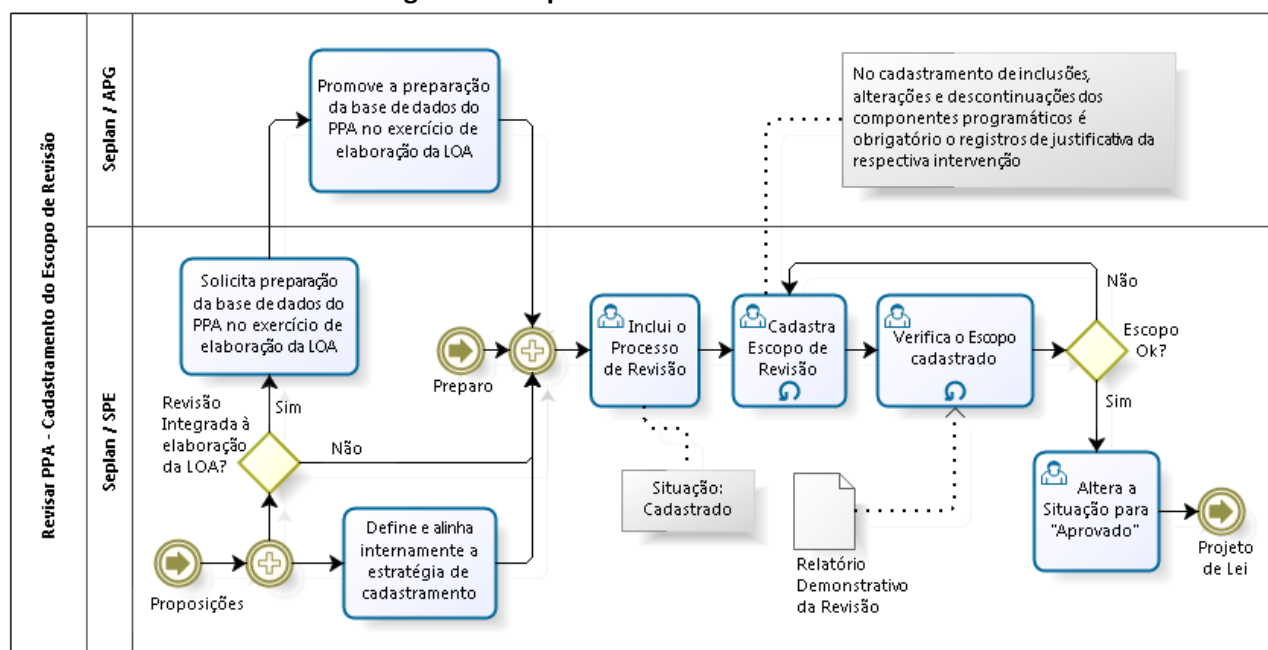 Revisar PPA - Cadastramento do Escopo de Revisão
Seplan / APG
Promove a preparação
da base de dados do
PPA no exercício de
elaboração da LOA
No cadastramento de inclusões,
alterações e descontinuações dos
componentes programáticos é
obrigatório o registros de justificativa da
respectiva intervenção
Seplan / SPE
Solicita preparação
da base de dados do
PPA no exercício de
elaboração da LOA
Revisão
Integrada à
elaboração
da LOA?
Sim
Não
Proposições
Define e alinha
internamente a
estratégia de
cadastramento
Preparo
Inclui o
Processo
de Revisão
Situação:
Cadastrado
Cadastra
Escopo de
Revisão
Verifica o Escopo
cadastrado
Relatório
Demonstrativo
da Revisão
Não
Escopo
Ok?
Sim
Altera a
Situação para
"Aprovado"
Projeto
de Lei